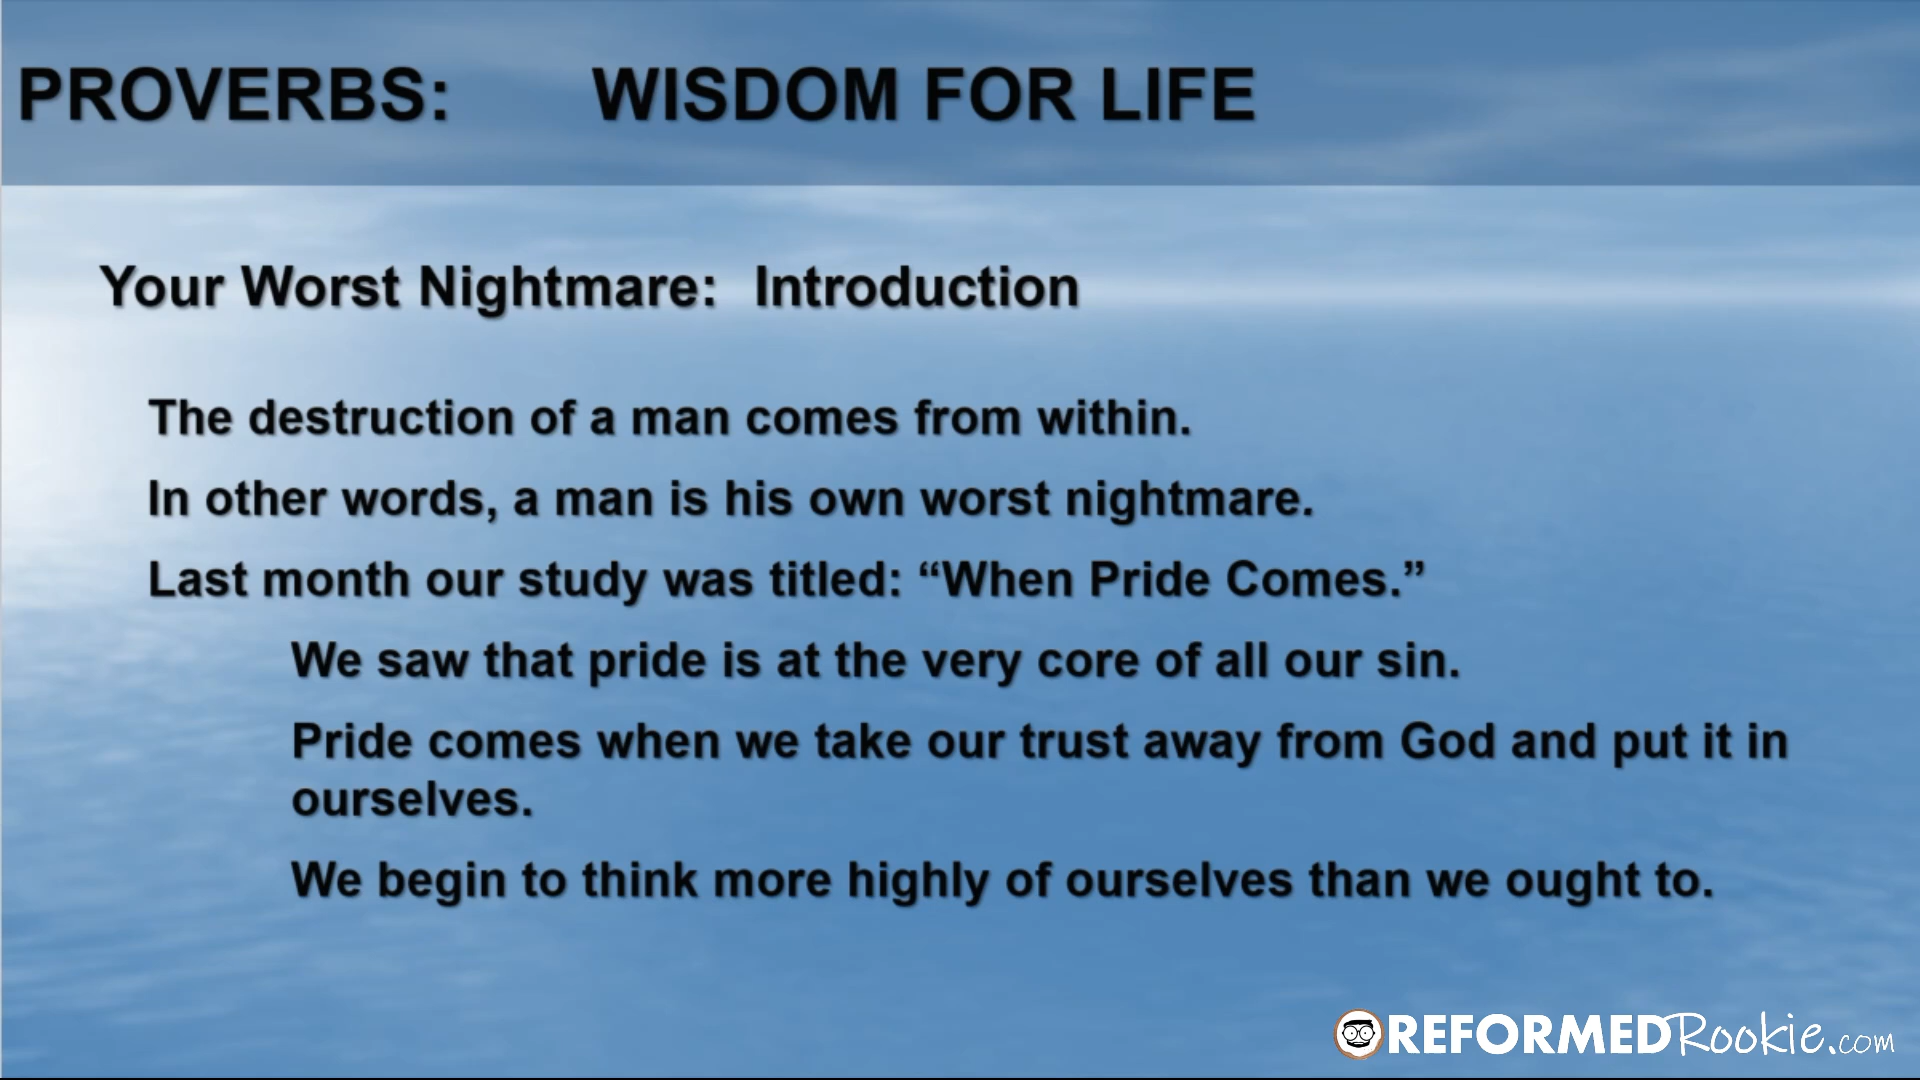 PROVERBS: WISDOM FOR LIFE
Your Worst Nightmare: Introduction
The destruction of a man comes from within.
In other words, a man is his own worst nightmare.
Last month our study was titled: “When Pride Comes.”
We saw that pride is at the very core of all our sin.
Pride comes when we take our trust away from God and put it in
ourselves.
We begin to think more highly of ourselves than we ought to.
REFORMEDRookie.com